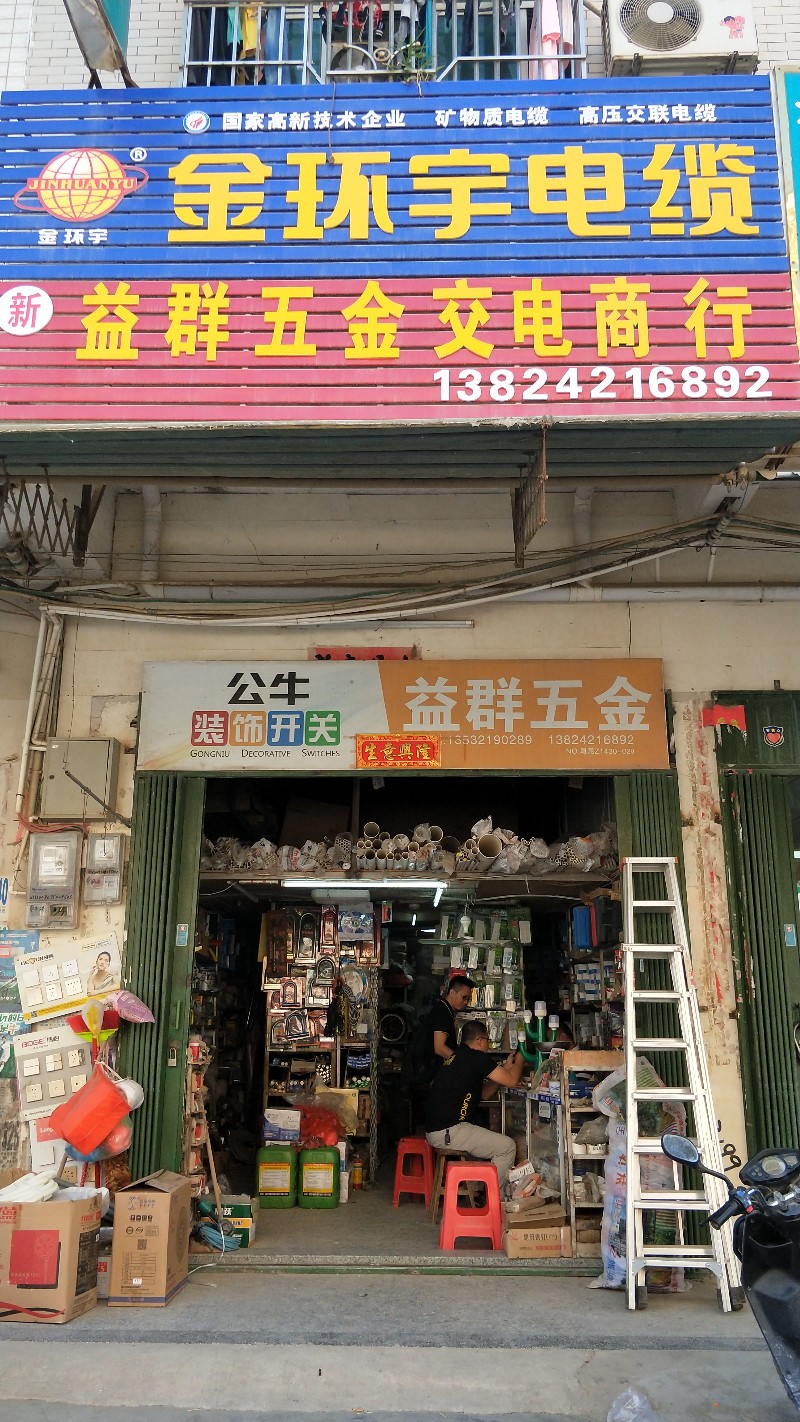 国家高新技术企业 矿物质电缆 高压交联电缆
JINHUANYU
®
金环宇
金环宇电缆
新
益群五金交电商行
13824216892
公牛
装饰开关
GONGNIU DECORATIVE SWITCHES
益群五金
13532190289 13824216892
生意興隆